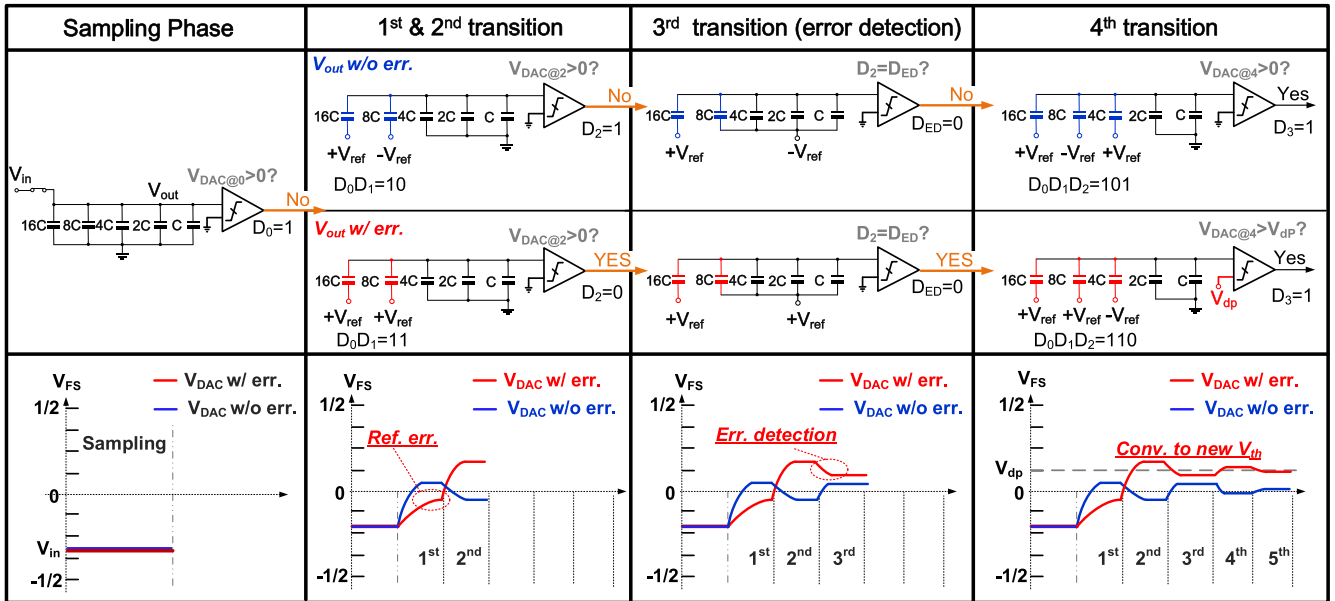 Sampling Phase
1st & 2nd transition
3rd transition (error detection)
4th transition
Vin
Vout
VDAC@0>0?
16C 8C 4C 2C C
D0=1
No
Vout w/o err.
VDAC@2>0?
16C 8C 4C 2C C
No
D2=1
+Vref -Vref
D0D1=10
D2=DED?
16C 8C 4C 2C C
No
DED=0
+Vref -Vref
VDAC@4>0?
16C 8C 4C 2C C
Yes
D3=1
+Vref -Vref +Vref
D0D1D2=101
Vout w/ err.
VDAC@2>0?
16C 8C 4C 2C C
YES
D2=0
+Vref +Vref
D0D1=11
D2=DED?
16C 8C 4C 2C C
YES
DED=0
+Vref +Vref
VDAC@4>VdP?
16C 8C 4C 2C C
Yes
Vdp
D3=1
+Vref +Vref -Vref
D0D1D2=110
VFS
VDAC w/ err.
VDAC w/o err.
1/2
Sampling
0
Vin
-1/2
VFS
VDAC w/ err.
VDAC w/o err.
1/2
Ref. err.
0
1st 2nd
-1/2
VFS
VDAC w/ err.
VDAC w/o err.
1/2
Err. detection
0
1st 2nd 3rd
-1/2
VFS
VDAC w/ err.
VDAC w/o err.
1/2
Conv. to new Vth
Vdp
0
1st 2nd 3rd 4th 5th
-1/2